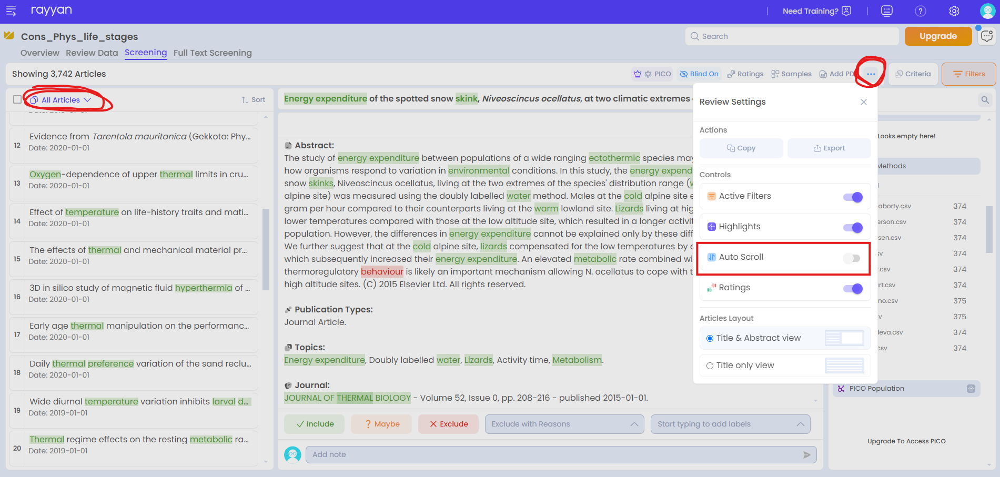 rayyan
Need Training?
Cons_Phys_life_stages
Search
Upgrade
Overview Review Data Screening Full Text Screening
Showing 3,742 Articles
PICO Blind On Ratings Samples Add PD
Criteria Filters
All Articles
Sort
12
Evidence from Tarentola mauritanica (Gekkota: Phy...
Date: 2020-01-01
13
Oxygen-dependence of upper thermal limits in cru...
Date: 2020-01-01
14
Effect of temperature on life-history traits and mati...
Date: 2020-01-01
15
The effects of thermal and mechanical material pr...
Date: 2020-01-01
16
3D in silico study of magnetic fluid hyperthermia of ...
Date: 2020-01-01
17
Early age thermal manipulation on the performanc...
Date: 2020-01-01
18
Daily thermal preference variation of the sand reclu...
Date: 2020-01-01
19
Wide diurnal temperature variation inhibits larval d...
Date: 2019-01-01
20
Thermal regime effects on the resting metabolic ra...
Date: 2019-01-01
Energy expenditure of the spotted snow skink, Niveoscincus ocellatus, at two climatic extremes
Abstract:
The study of energy expenditure between populations of a wide ranging ectothermic species may
how organisms respond to variation in environmental conditions. In this study, the energy expend
snow skinks, Niveoscincus ocellatus, living at the two extremes of the species' distribution range (
alpine site) was measured using the doubly labelled water method. Males at the cold alpine site e
gram per hour compared to their counterparts living at the warm lowland site. Lizards living at hig
lower temperatures compared with those at the low altitude site, which resulted in a longer activit
population. However, the differences in energy expenditure cannot be explained only by these diff
We further suggest that at the cold alpine site, lizards compensated for the low temperatures by e
which subsequently increased their energy expenditure. An elevated metabolic rate combined wi
thermoregulatory behaviour is likely an important mechanism allowing N. ocellatus to cope with t
high altitude sites. (C) 2015 Elsevier Ltd. All rights reserved.
Publication Types:
Journal Article.
Topics:
Energy expenditure, Doubly labelled water, Lizards, Activity time, Metabolism.
Journal:
JOURNAL OF THERMAL BIOLOGY - Volume 52, Issue 0, pp. 208-216 - published 2015-01-01.
Include Maybe Exclude Exclude with Reasons Start typing to add labels
Add note
Review Settings
Actions
Copy Export
Controls
Active Filters
Highlights
Auto Scroll
Ratings
Articles Layout
Title & Abstract view
Title only view
Looks empty here!
Methods
aborty.csv 374
erson.csv 422
sen.csv 452
sv 374
.csv 374
rt.csv 374
no.csv 375
v 375
deva.csv 374
csv 374
PICO Population
Upgrade To Access PICO